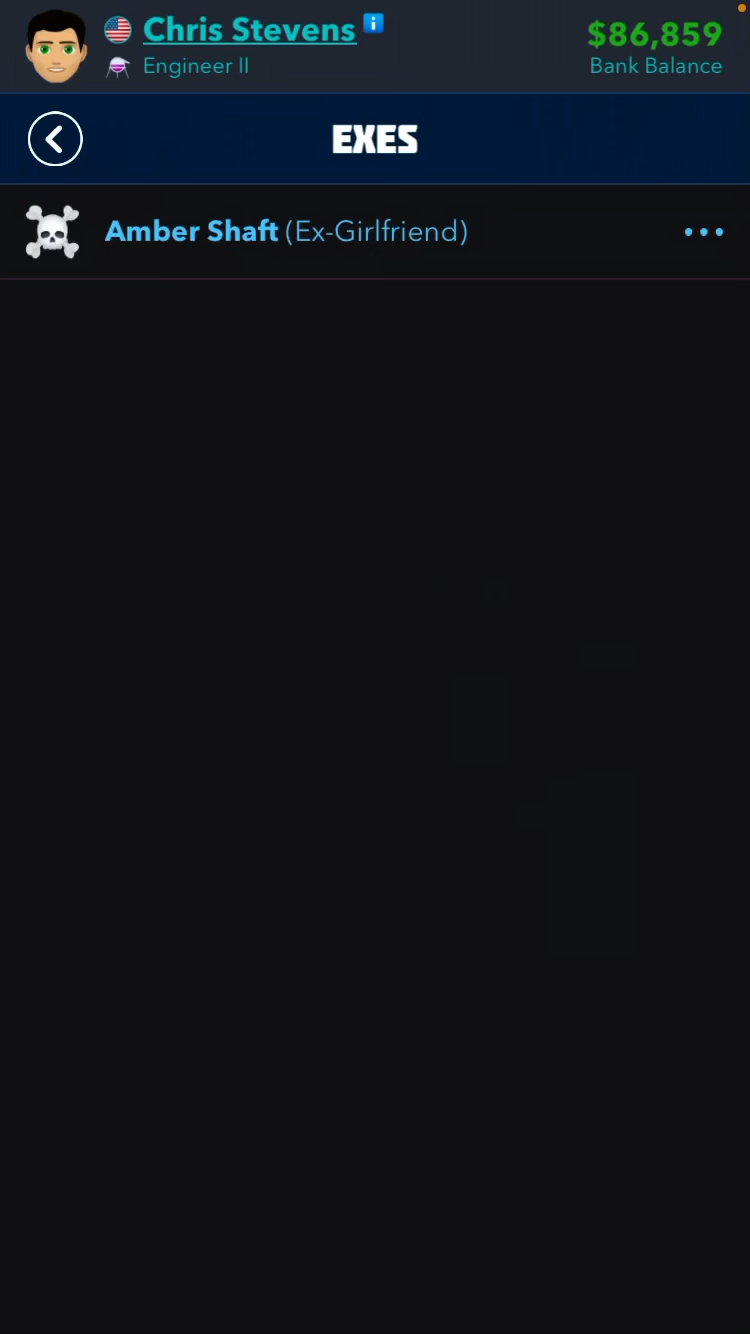 Chris Stevens i
$86,859
Engineer II
Bank Balance
EXES
Amber Shaft (Ex-Girlfriend)